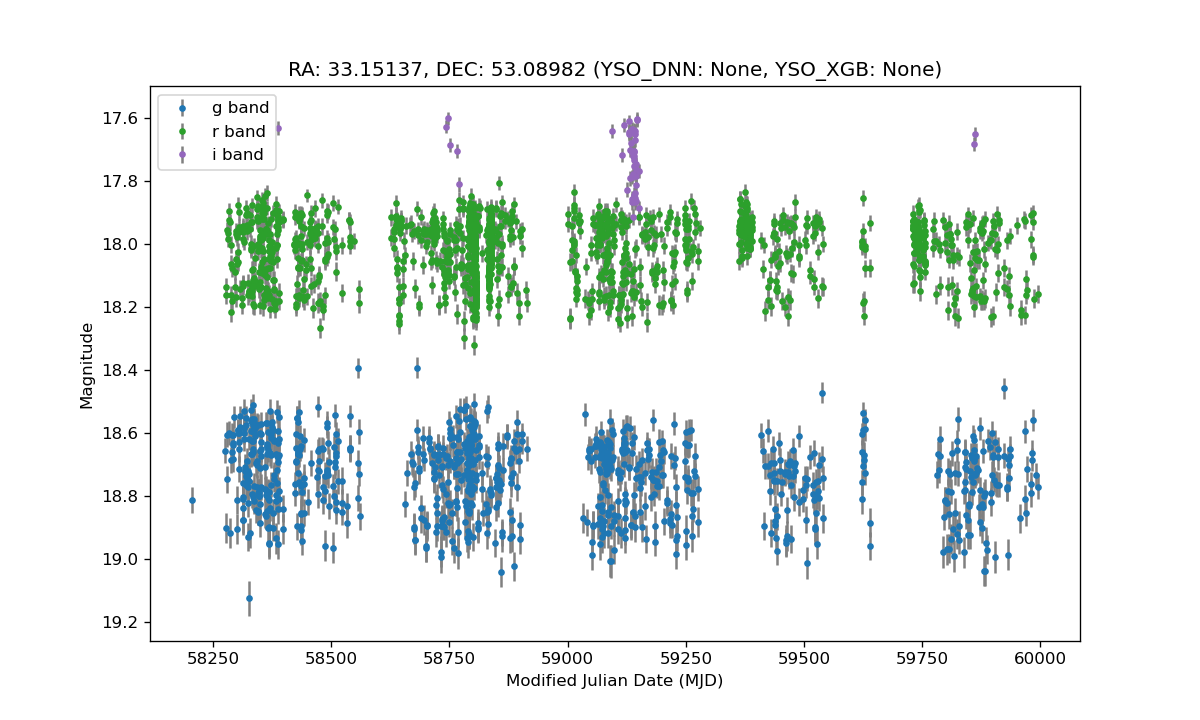 RA: 33.15137, DEC: 53.08982 (YSO_DNN: None, YSO_XGB: None)
g band
r band
i band
17.6
17.8
18.0
18.2
18.4
18.6
18.8
19.0
19.2
Magnitude
58250 58500 58750 59000 59250 59500 59750 60000
Modified Julian Date (MJD)